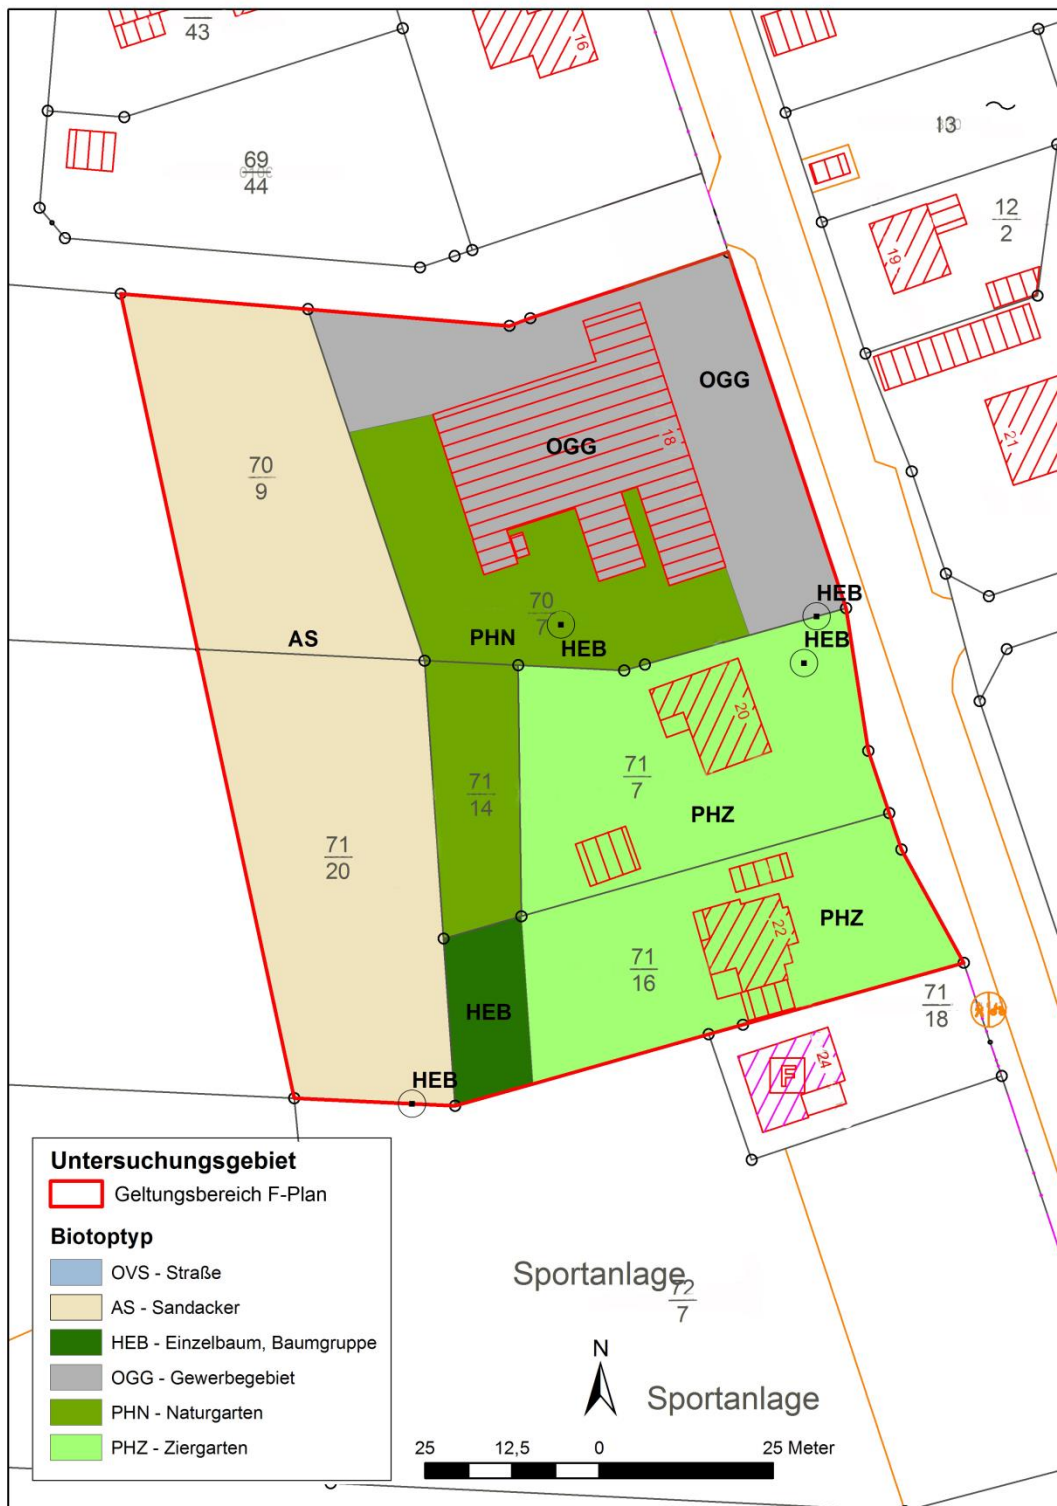 43
16
69
44
13
12
2
19
OGG
18
OGG
21
70
9
HEB
70
7
HEB
AS
PHN
HEB
20
71
7
71
14
PHZ
71
20
PHZ
22
71
16
HEB
71
18
HEB
24
F
Untersuchungsgebiet
Geltungsbereich F-Plan
Biotoptyp
OVS - Straße
AS - Sandacker
HEB - Einzelbaum, Baumgruppe
OGG - Gewerbegebiet
PHN - Naturgarten
PHZ - Ziergarten
Sportanlage
72
7
N
Sportanlage
25 12,5 0 25 Meter